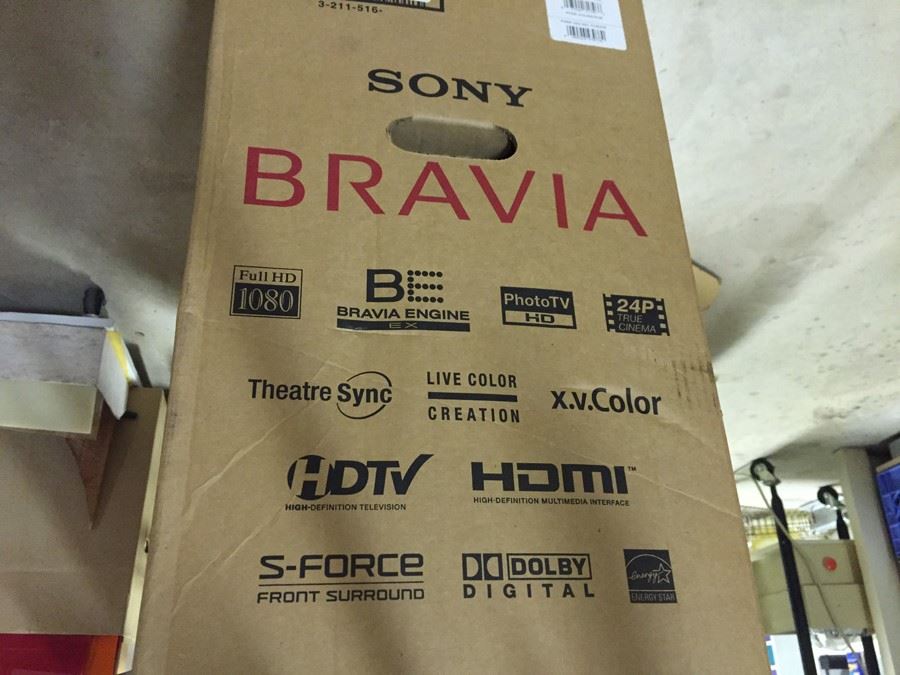 3-211-516-
SONY
BRAVIA
Full HD
1080
BE
BRAVIA ENGINE
EX
PhotoTV
HD
24P
TRUE
CINEMA
Theatre Sync
LIVE COLOR
CREATION
x.v.Color
HDTV
HIGH-DEFINITION TELEVISION
HDMI™
HIGH-DEFINITION MULTIMEDIA INTERFACE
S-FORCE
FRONT SURROUND
DOLBY
DIGITAL
energy
ENERGY STAR